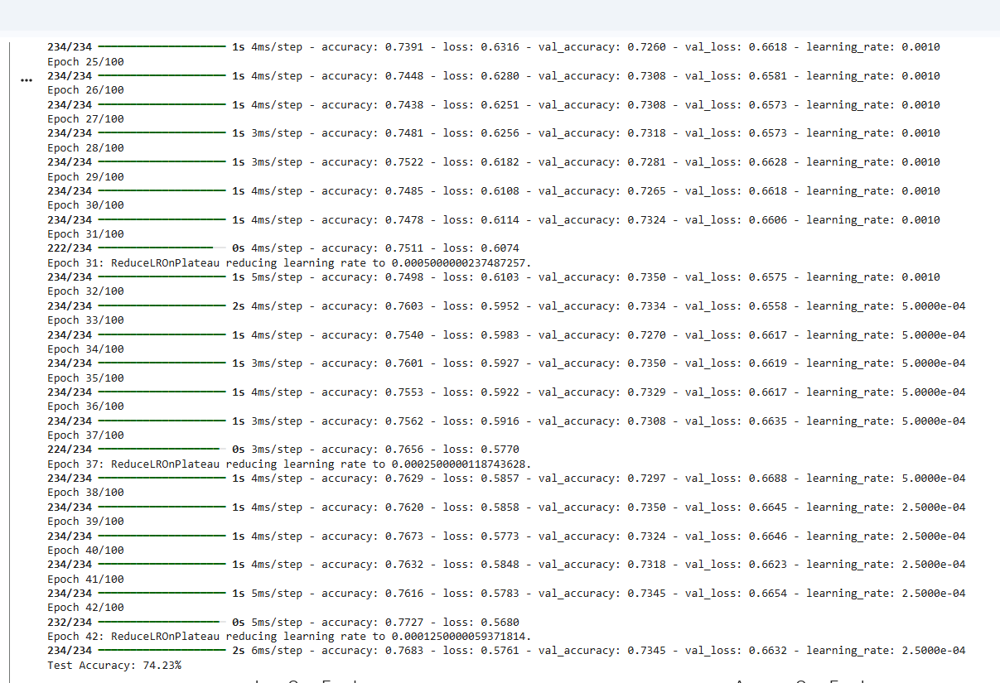 234/234 ━━━━━━━━━━━━━━━━━━━━ 1s 4ms/step - accuracy: 0.7391 - loss: 0.6316 - val_accuracy: 0.7260 - val_loss: 0.6618 - learning_rate: 0.0010
Epoch 25/100
234/234 ━━━━━━━━━━━━━━━━━━━━ 1s 4ms/step - accuracy: 0.7448 - loss: 0.6280 - val_accuracy: 0.7308 - val_loss: 0.6581 - learning_rate: 0.0010
Epoch 26/100
234/234 ━━━━━━━━━━━━━━━━━━━━ 1s 4ms/step - accuracy: 0.7438 - loss: 0.6251 - val_accuracy: 0.7308 - val_loss: 0.6573 - learning_rate: 0.0010
Epoch 27/100
234/234 ━━━━━━━━━━━━━━━━━━━━ 1s 3ms/step - accuracy: 0.7481 - loss: 0.6256 - val_accuracy: 0.7318 - val_loss: 0.6573 - learning_rate: 0.0010
Epoch 28/100
234/234 ━━━━━━━━━━━━━━━━━━━━ 1s 3ms/step - accuracy: 0.7522 - loss: 0.6182 - val_accuracy: 0.7281 - val_loss: 0.6628 - learning_rate: 0.0010
Epoch 29/100
234/234 ━━━━━━━━━━━━━━━━━━━━ 1s 4ms/step - accuracy: 0.7485 - loss: 0.6108 - val_accuracy: 0.7265 - val_loss: 0.6618 - learning_rate: 0.0010
Epoch 30/100
234/234 ━━━━━━━━━━━━━━━━━━━━ 1s 4ms/step - accuracy: 0.7478 - loss: 0.6114 - val_accuracy: 0.7324 - val_loss: 0.6606 - learning_rate: 0.0010
Epoch 31/100
222/234 ━━━━━━━━━━━━━━━━━━━━ 0s 4ms/step - accuracy: 0.7511 - loss: 0.6074
Epoch 31: ReduceLROnPlateau reducing learning rate to 0.0005000000237487257.
234/234 ━━━━━━━━━━━━━━━━━━━━ 1s 5ms/step - accuracy: 0.7498 - loss: 0.6103 - val_accuracy: 0.7350 - val_loss: 0.6575 - learning_rate: 0.0010
Epoch 32/100
234/234 ━━━━━━━━━━━━━━━━━━━━ 2s 4ms/step - accuracy: 0.7603 - loss: 0.5952 - val_accuracy: 0.7334 - val_loss: 0.6558 - learning_rate: 5.0000e-04
Epoch 33/100
234/234 ━━━━━━━━━━━━━━━━━━━━ 1s 4ms/step - accuracy: 0.7540 - loss: 0.5983 - val_accuracy: 0.7270 - val_loss: 0.6617 - learning_rate: 5.0000e-04
Epoch 34/100
234/234 ━━━━━━━━━━━━━━━━━━━━ 1s 3ms/step - accuracy: 0.7601 - loss: 0.5927 - val_accuracy: 0.7350 - val_loss: 0.6619 - learning_rate: 5.0000e-04
Epoch 35/100
234/234 ━━━━━━━━━━━━━━━━━━━━ 1s 4ms/step - accuracy: 0.7553 - loss: 0.5922 - val_accuracy: 0.7329 - val_loss: 0.6617 - learning_rate: 5.0000e-04
Epoch 36/100
234/234 ━━━━━━━━━━━━━━━━━━━━ 1s 3ms/step - accuracy: 0.7562 - loss: 0.5916 - val_accuracy: 0.7308 - val_loss: 0.6635 - learning_rate: 5.0000e-04
Epoch 37/100
224/234 ━━━━━━━━━━━━━━━━━━━━ 0s 3ms/step - accuracy: 0.7656 - loss: 0.5770
Epoch 37: ReduceLROnPlateau reducing learning rate to 0.0002500000118743628.
234/234 ━━━━━━━━━━━━━━━━━━━━ 1s 4ms/step - accuracy: 0.7629 - loss: 0.5857 - val_accuracy: 0.7297 - val_loss: 0.6688 - learning_rate: 5.0000e-04
Epoch 38/100
234/234 ━━━━━━━━━━━━━━━━━━━━ 1s 4ms/step - accuracy: 0.7620 - loss: 0.5858 - val_accuracy: 0.7350 - val_loss: 0.6645 - learning_rate: 2.5000e-04
Epoch 39/100
234/234 ━━━━━━━━━━━━━━━━━━━━ 1s 4ms/step - accuracy: 0.7673 - loss: 0.5773 - val_accuracy: 0.7324 - val_loss: 0.6646 - learning_rate: 2.5000e-04
Epoch 40/100
234/234 ━━━━━━━━━━━━━━━━━━━━ 1s 4ms/step - accuracy: 0.7632 - loss: 0.5848 - val_accuracy: 0.7318 - val_loss: 0.6623 - learning_rate: 2.5000e-04
Epoch 41/100
234/234 ━━━━━━━━━━━━━━━━━━━━ 1s 5ms/step - accuracy: 0.7616 - loss: 0.5783 - val_accuracy: 0.7345 - val_loss: 0.6654 - learning_rate: 2.5000e-04
Epoch 42/100
232/234 ━━━━━━━━━━━━━━━━━━━━ 0s 5ms/step - accuracy: 0.7727 - loss: 0.5680
Epoch 42: ReduceLROnPlateau reducing learning rate to 0.0001250000059371814.
234/234 ━━━━━━━━━━━━━━━━━━━━ 2s 6ms/step - accuracy: 0.7683 - loss: 0.5761 - val_accuracy: 0.7345 - val_loss: 0.6632 - learning_rate: 2.5000e-04
Test Accuracy: 74.23%